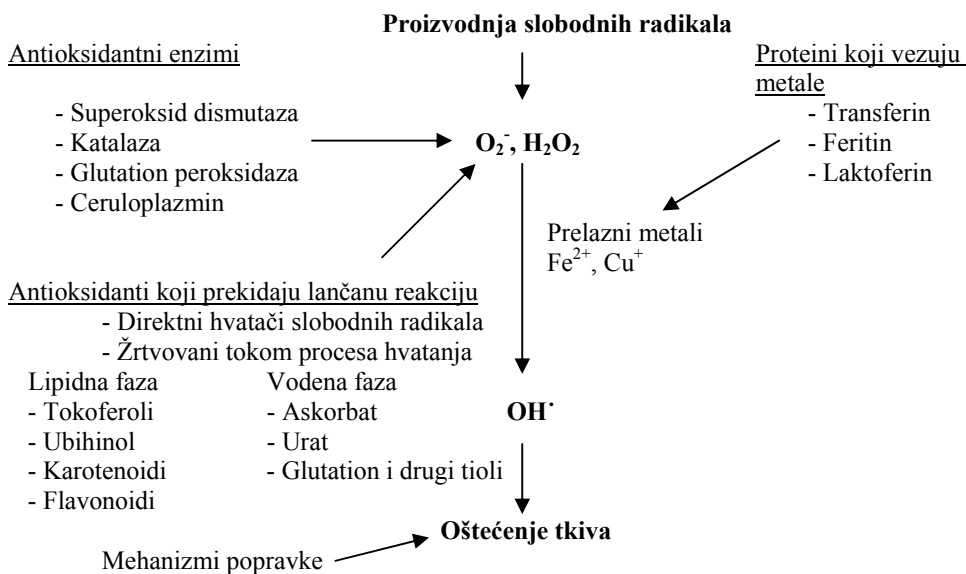 Proizvodnja slobodnih radikala
Antioksidantni enzimi
- Superoksid dismutaza
- Katalaza
- Glutation peroksidaza
- Ceruloplazmin
Proteini koji vezuju
metale
- Transferin
- Feritin
- Laktoferin
O₂⁻, H₂O₂
Prelazni metali
Fe²⁺, Cu⁺
Antioksidanti koji prekidaju lančanu reakciju
- Direktni hvatači slobodnih radikala
- Žrtvovani tokom procesa hvatanja
Lipidna faza
- Tokoferoli
- Ubihinol
- Karotenoidi
- Flavonoidi
Vodena faza
- Askorbat
- Urat
- Glutation i drugi tioli
OH˙
Oštećenje tkiva
Mehanizmi popravke